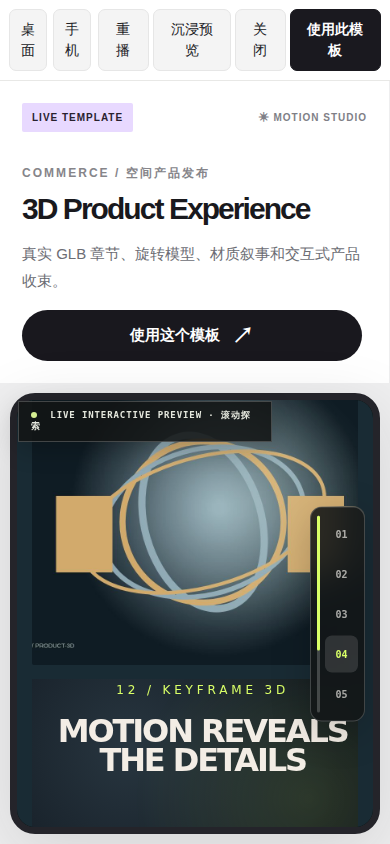 桌
面
手
机
重
播
沉浸预
览
关
闭
使用此模
板
LIVE TEMPLATE
✷ MOTION STUDIO
COMMERCE / 空间产品发布
3D Product Experience
真实 GLB 章节、旋转模型、材质叙事和交互式产品
收束。
使用这个模板 ↗
LIVE INTERACTIVE PREVIEW · 滚动探
索
01
02
03
04
05
/ PRODUCT-3D
12 / KEYFRAME 3D
MOTION REVEALS
THE DETAILS